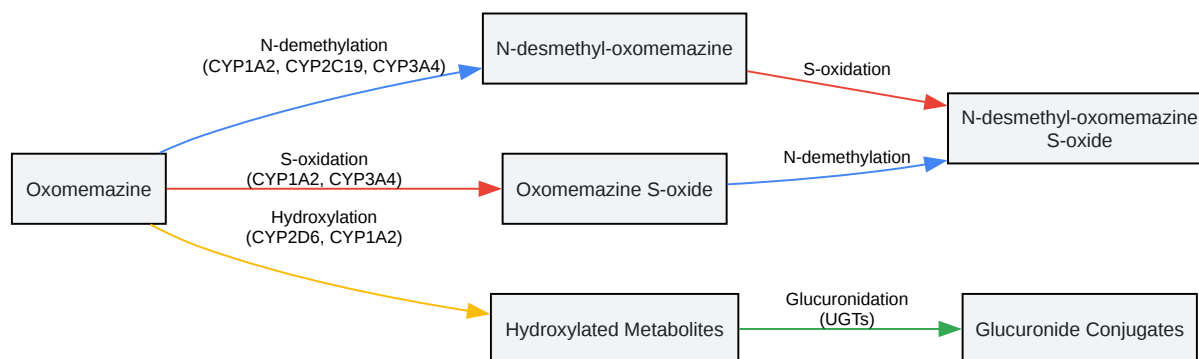 N-demethylation
(CYP1A2, CYP2C19, CYP3A4)
N-desmethyl-oxomemazine
S-oxidation
N-desmethyl-oxomemazine
S-oxide
Oxomemazine
S-oxidation
(CYP1A2, CYP3A4)
Oxomemazine S-oxide
N-demethylation
Hydroxylation
(CYP2D6, CYP1A2)
Hydroxylated Metabolites
Glucuronidation
(UGTs)
Glucuronide Conjugates